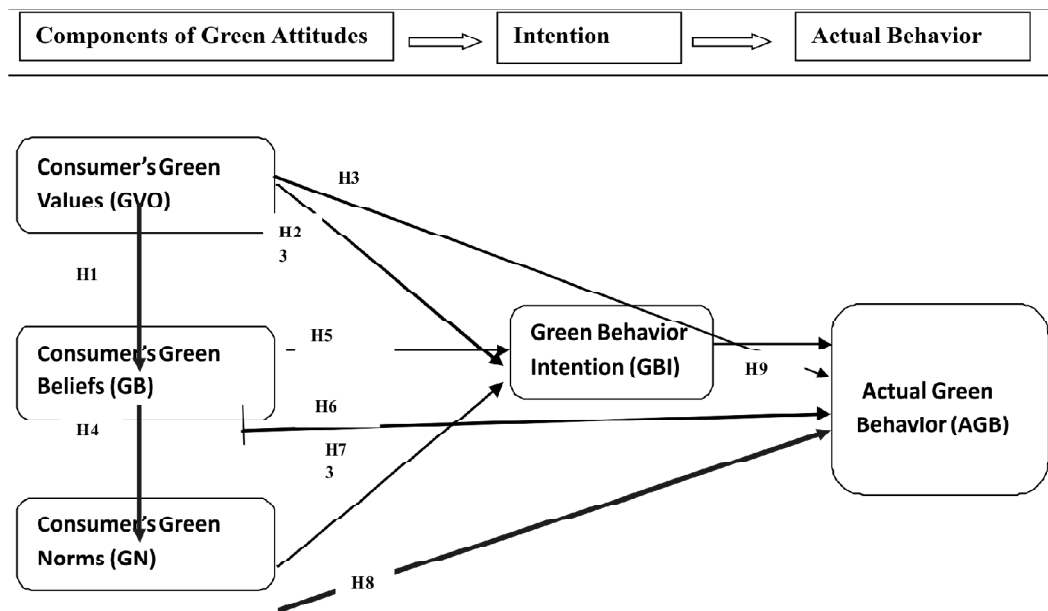 Components of Green Attitudes
Intention
Actual Behavior
Consumer's Green
Values (GVO)
H3
H2
3
H1
Green Behavior
Intention (GBI)
H5
Consumer's Green
Beliefs (GB)
H9
Actual Green
Behavior (AGB)
H6
H4
H7
3
Consumer's Green
Norms (GN)
H8